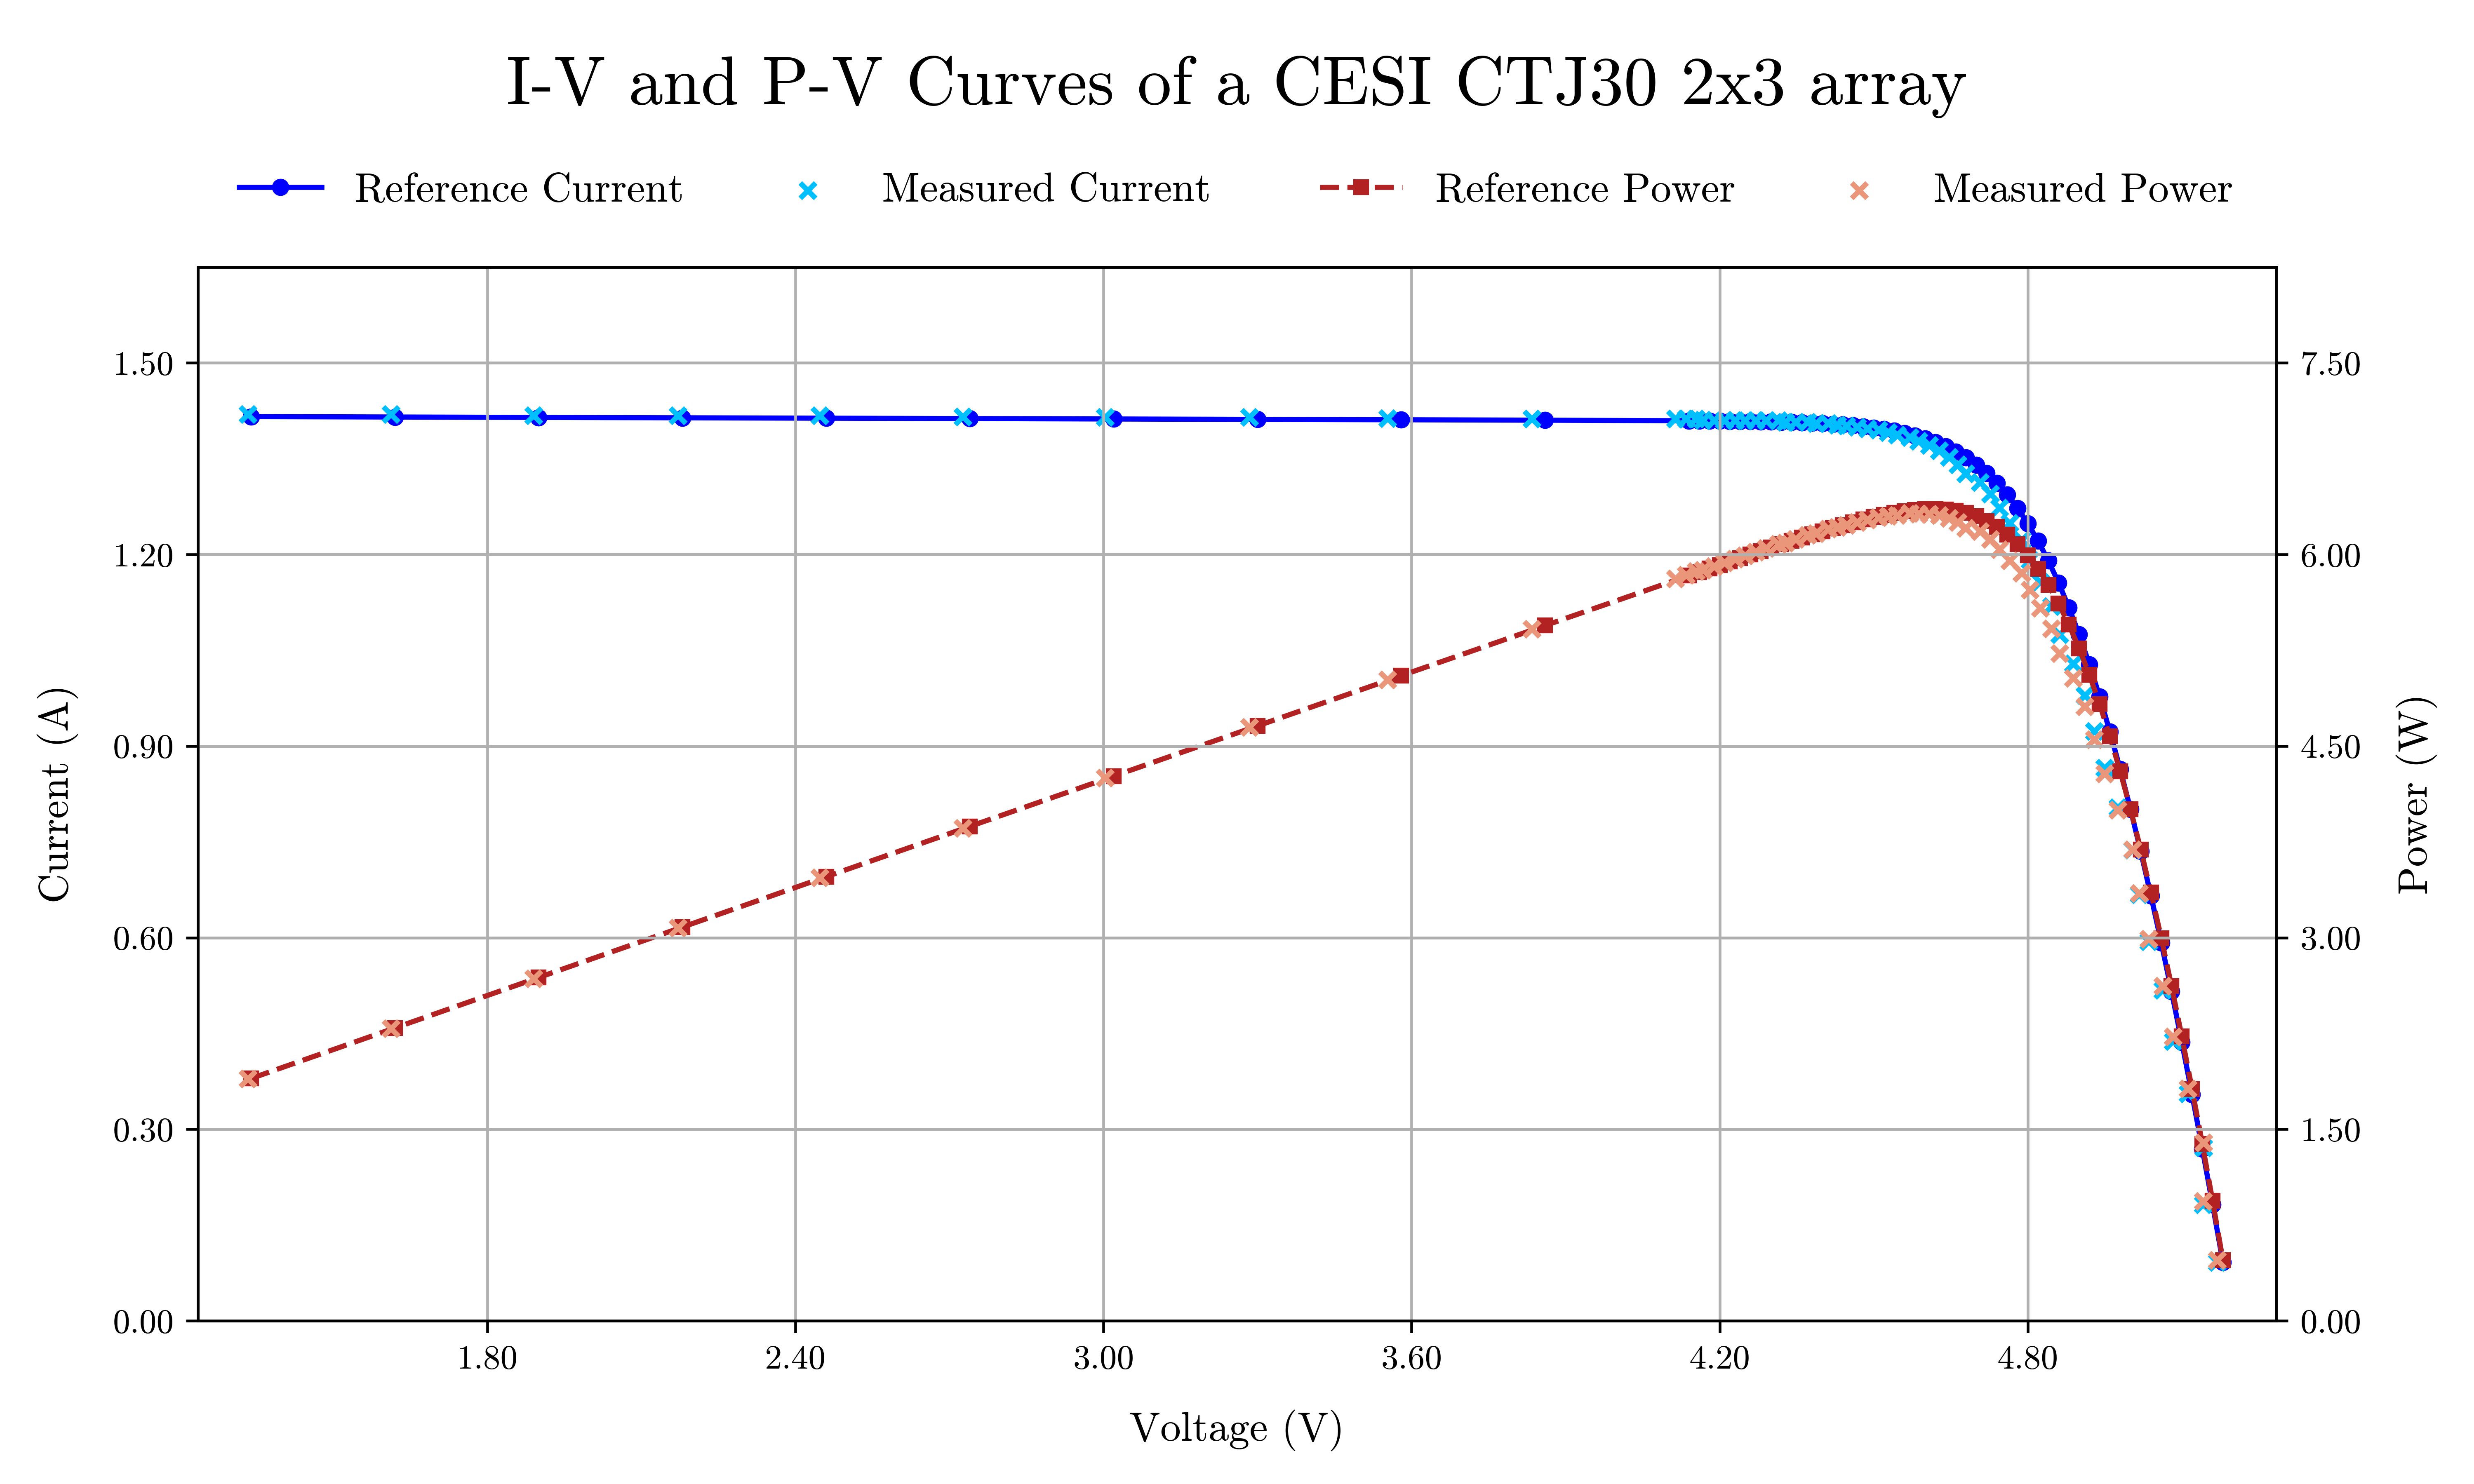 I-V and P-V Curves of a CESI CTJ30 2x3 array
Reference Current Measured Current Reference Power Measured Power
1.50 7.50
1.20 6.00
0.90 4.50
0.60 3.00
0.30 1.50
0.00 0.00
Current (A)
Power (W)
1.80 2.40 3.00 3.60 4.20 4.80
Voltage (V)